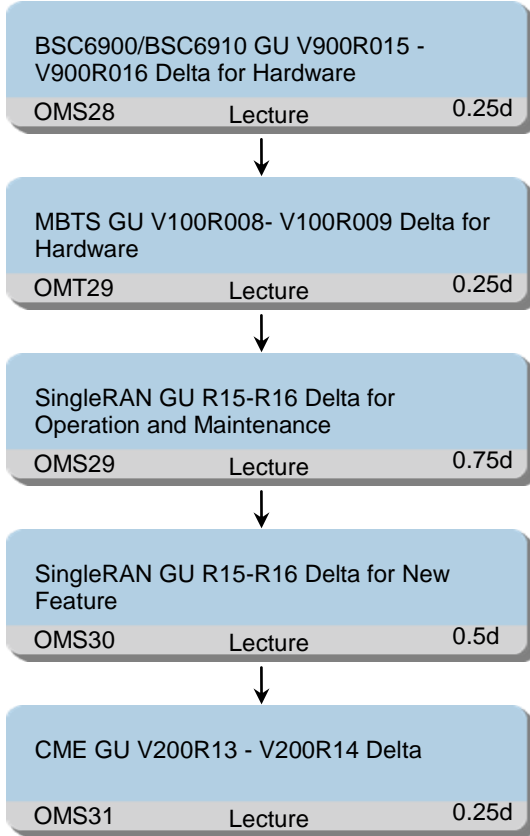 BSC6900/BSC6910 GU V900R015 -
V900R016 Delta for Hardware
OMS28 Lecture 0.25d
MBTS GU V100R008- V100R009 Delta for
Hardware
OMT29 Lecture 0.25d
SingleRAN GU R15-R16 Delta for
Operation and Maintenance
OMS29 Lecture 0.75d
SingleRAN GU R15-R16 Delta for New
Feature
OMS30 Lecture 0.5d
CME GU V200R13 - V200R14 Delta
OMS31 Lecture 0.25d